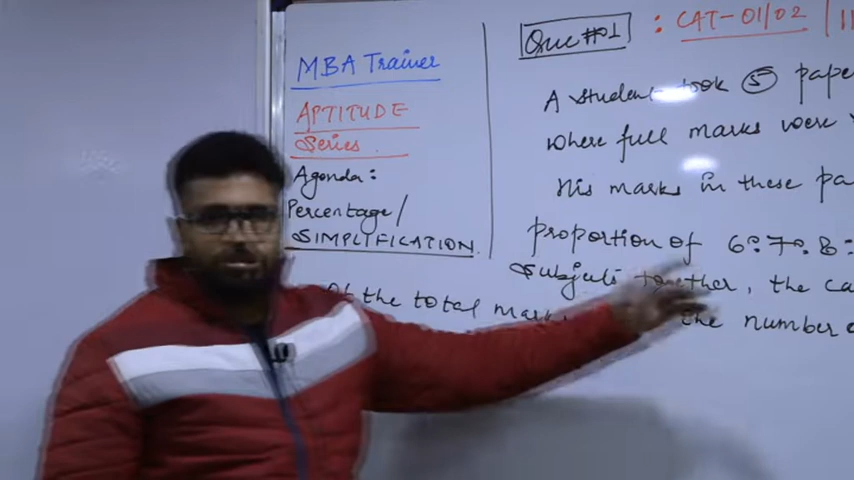 MBA Trainer
APTITUDE
Series
Agenda:
Percentage/
SIMPLIFICATION
Que #01 : CAT-01/02
A student took 5 pape
where full marks were
His marks in these pa
proportion of 6:7:8:
Subjects together, the ca
Of the total mark the number